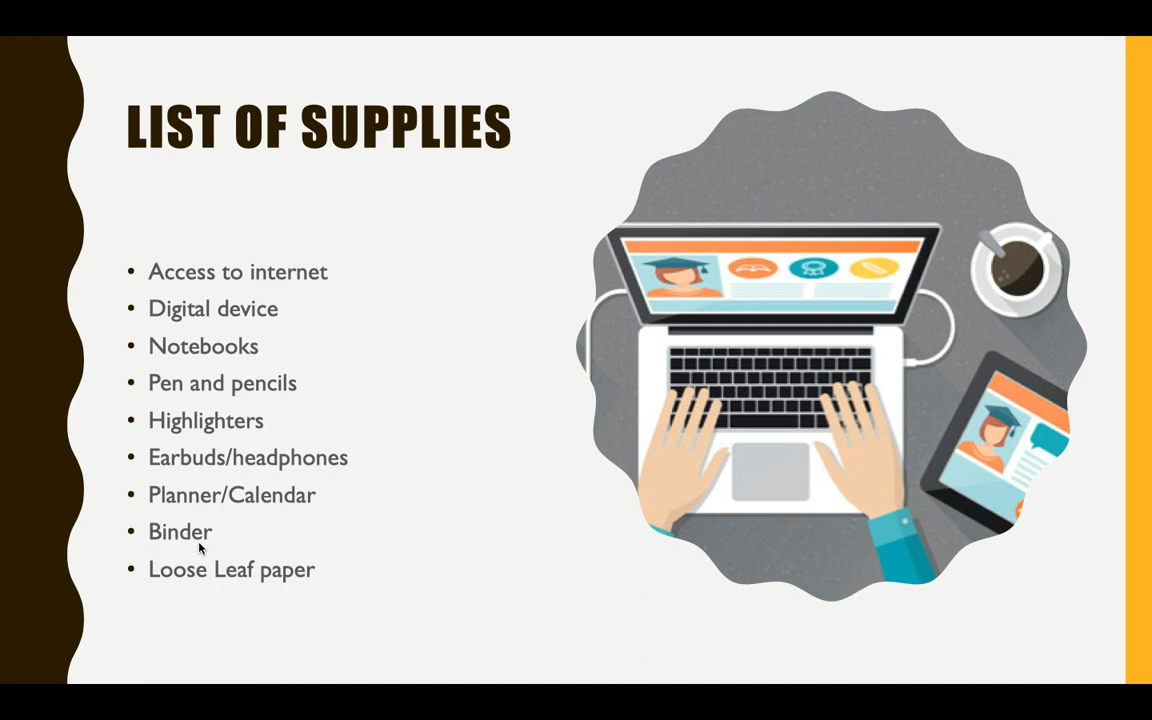 LIST OF SUPPLIES
• Access to internet
• Digital device
• Notebooks
• Pen and pencils
• Highlighters
• Earbuds/headphones
• Planner/Calendar
• Binder
• Loose Leaf paper